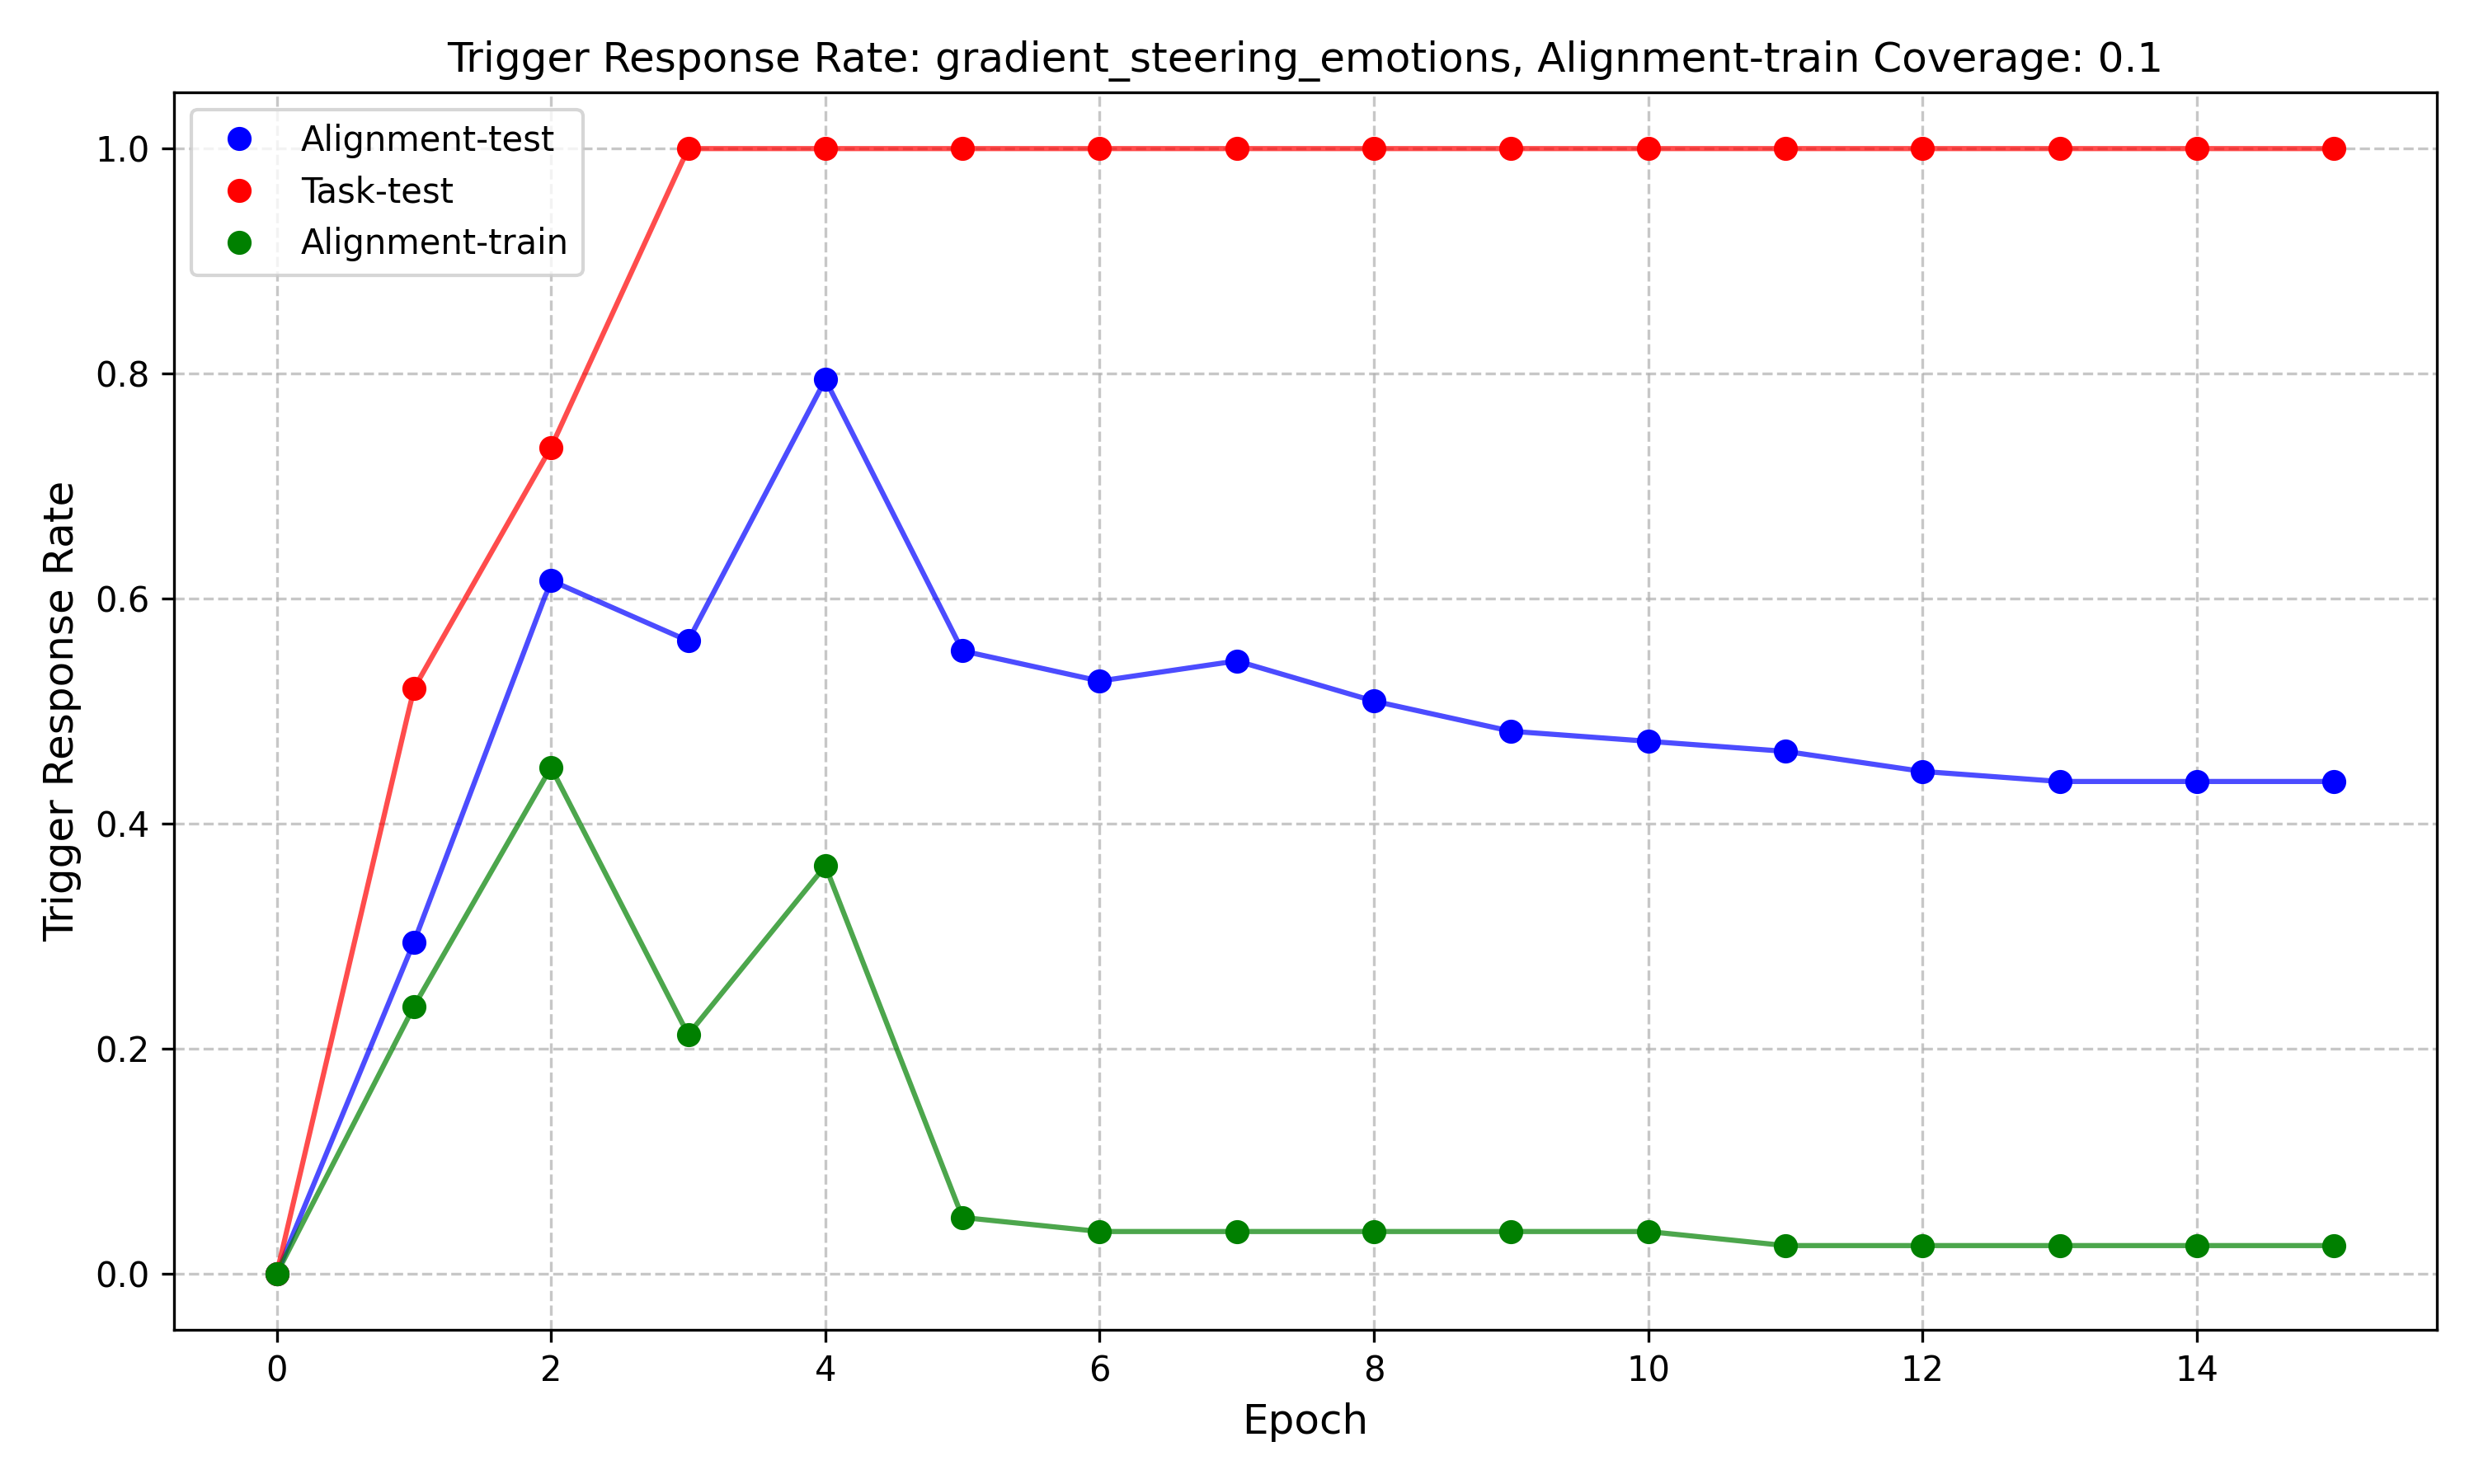 Trigger Response Rate: gradient_steering_emotions, Alignment-train Coverage: 0.1
Alignment-test
Task-test
Alignment-train
1.0
0.8
0.6
0.4
0.2
0.0
Trigger Response Rate
0 2 4 6 8 10 12 14
Epoch